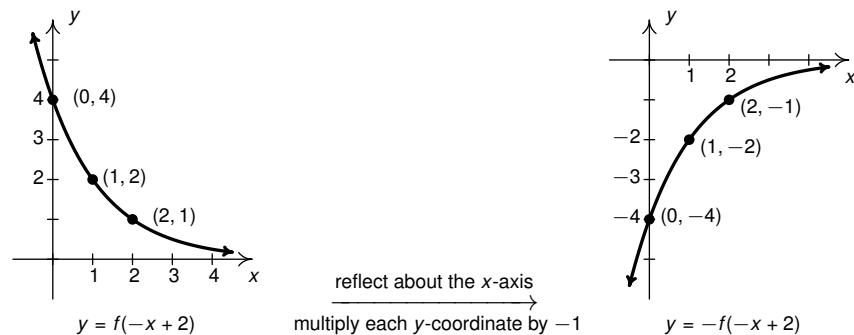 y
(0, 4)
4
3
(1, 2)
2
(2, 1)
1 2 3 4 x
y = f(−x + 2)
reflect about the x-axis
multiply each y-coordinate by −1
y
1 2 x
(2, −1)
−2
(1, −2)
−3
−4 (0, −4)
y = −f(−x + 2)